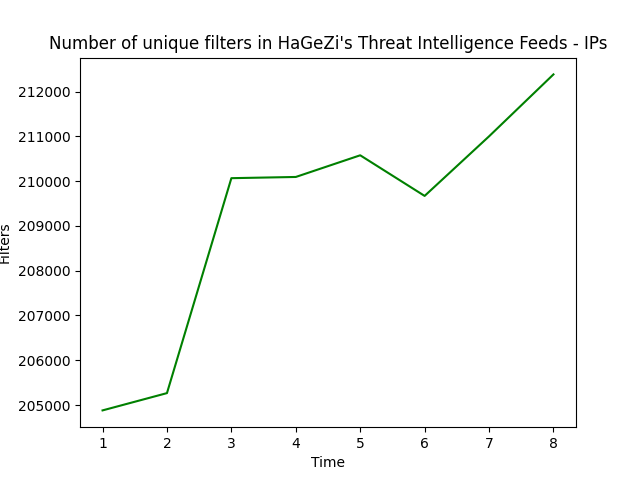 Number of unique filters in HaGeZi's Threat Intelligence Feeds - IPs
212000
211000
210000
209000
208000
207000
206000
205000
Filters
1 2 3 4 5 6 7 8
Time